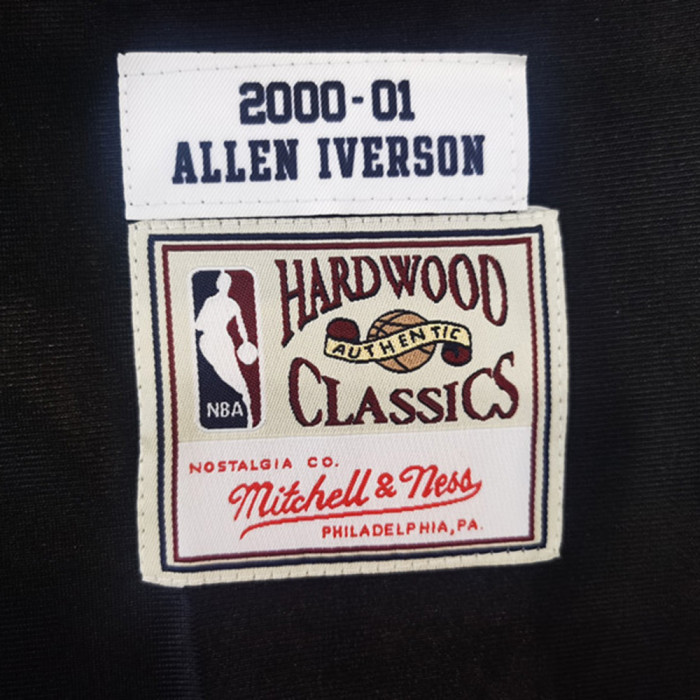 2000-01
ALLEN IVERSON
HARDWOOD
AUTHENTIC
CLASSICS
NBA
NOSTALGIA CO.
Mitchell & Ness
PHILADELPHIA, PA.